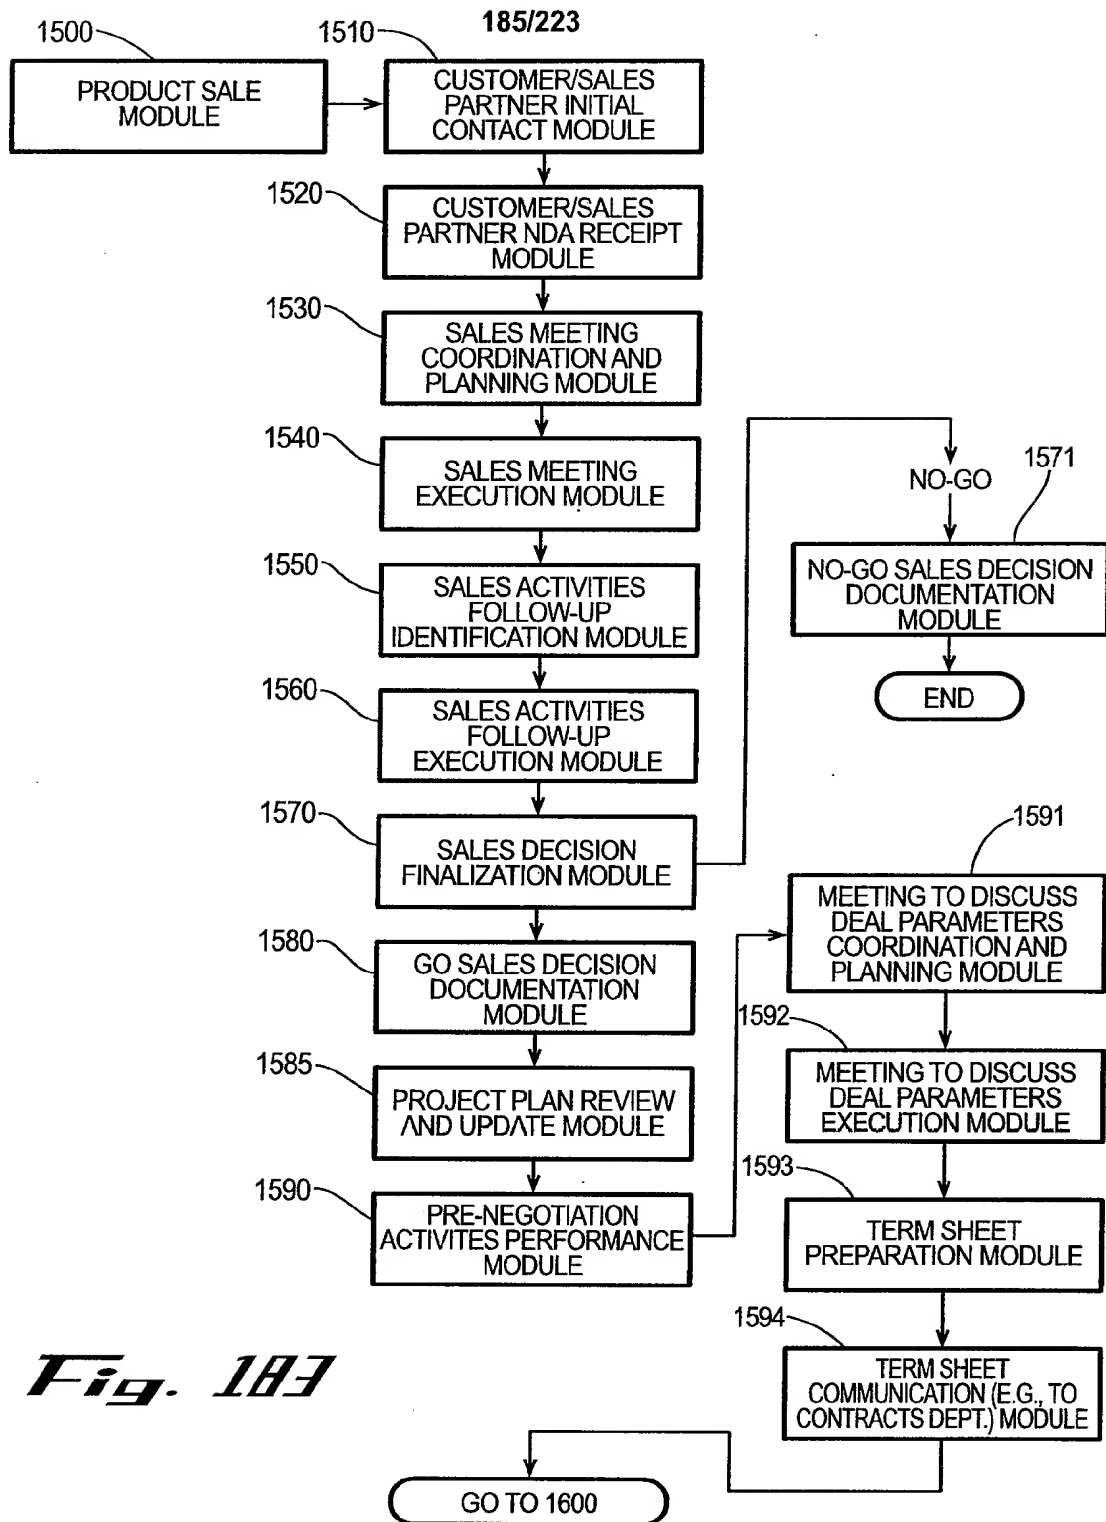 185/223
1500
PRODUCT SALE
MODULE
1510
CUSTOMER/SALES
PARTNER INITIAL
CONTACT MODULE
1520
CUSTOMER/SALES
PARTNER NDA RECEIPT
MODULE
1530
SALES MEETING
COORDINATION AND
PLANNING MODULE
1540
SALES MEETING
EXECUTION MODULE
1550
SALES ACTIVITIES
FOLLOW-UP
IDENTIFICATION MODULE
1560
SALES ACTIVITIES
FOLLOW-UP
EXECUTION MODULE
1570
SALES DECISION
FINALIZATION MODULE
NO-GO
1571
NO-GO SALES DECISION
DOCUMENTATION
MODULE
END
1580
GO SALES DECISION
DOCUMENTATION
MODULE
1585
PROJECT PLAN REVIEW
AND UPDATE MODULE
1590
PRE-NEGOTIATION
ACTIVITES PERFORMANCE
MODULE
1591
MEETING TO DISCUSS
DEAL PARAMETERS
COORDINATION AND
PLANNING MODULE
1592
MEETING TO DISCUSS
DEAL PARAMETERS
EXECUTION MODULE
1593
TERM SHEET
PREPARATION MODULE
1594
TERM SHEET
COMMUNICATION (E.G., TO
CONTRACTS DEPT.) MODULE
GO TO 1600
Fig. 183